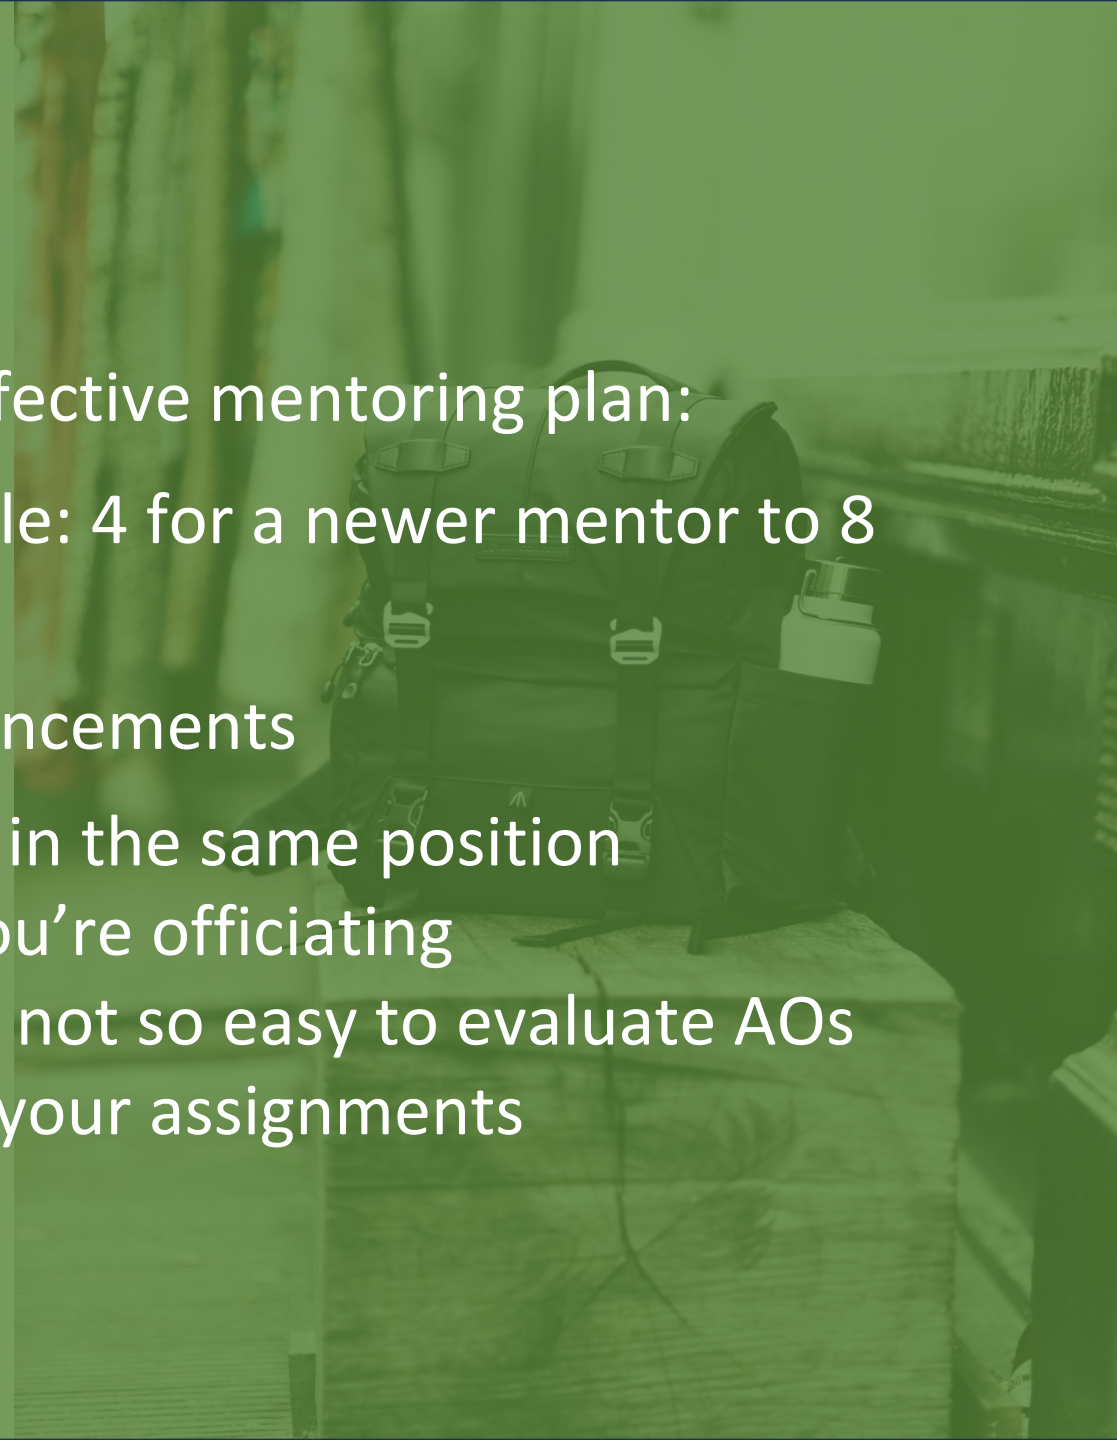 fective mentoring plan:
le: 4 for a newer mentor to 8
ncements
in the same position
ou’re officiating
not so easy to evaluate AOs
your assignments